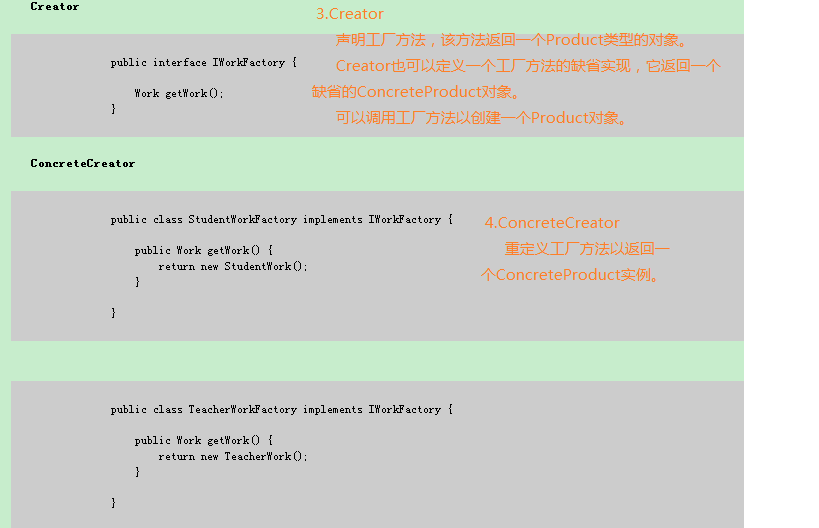 Creator
3.Creator
声明工厂方法，该方法返回一个Product类型的对象。
public interface IWorkFactory {
Creator也可以定义一个工厂方法的缺省实现，它返回一个
Work getWork();
缺省的ConcreteProduct对象。
}
可以调用工厂方法以创建一个Product对象。
ConcreteCreator
public class StudentWorkFactory implements IWorkFactory {
4.ConcreteCreator
重定义工厂方法以返回一
个ConcreteProduct实例。
public Work getWork() {
return new StudentWork();
}
}
public class TeacherWorkFactory implements IWorkFactory {
public Work getWork() {
return new TeacherWork();
}
}